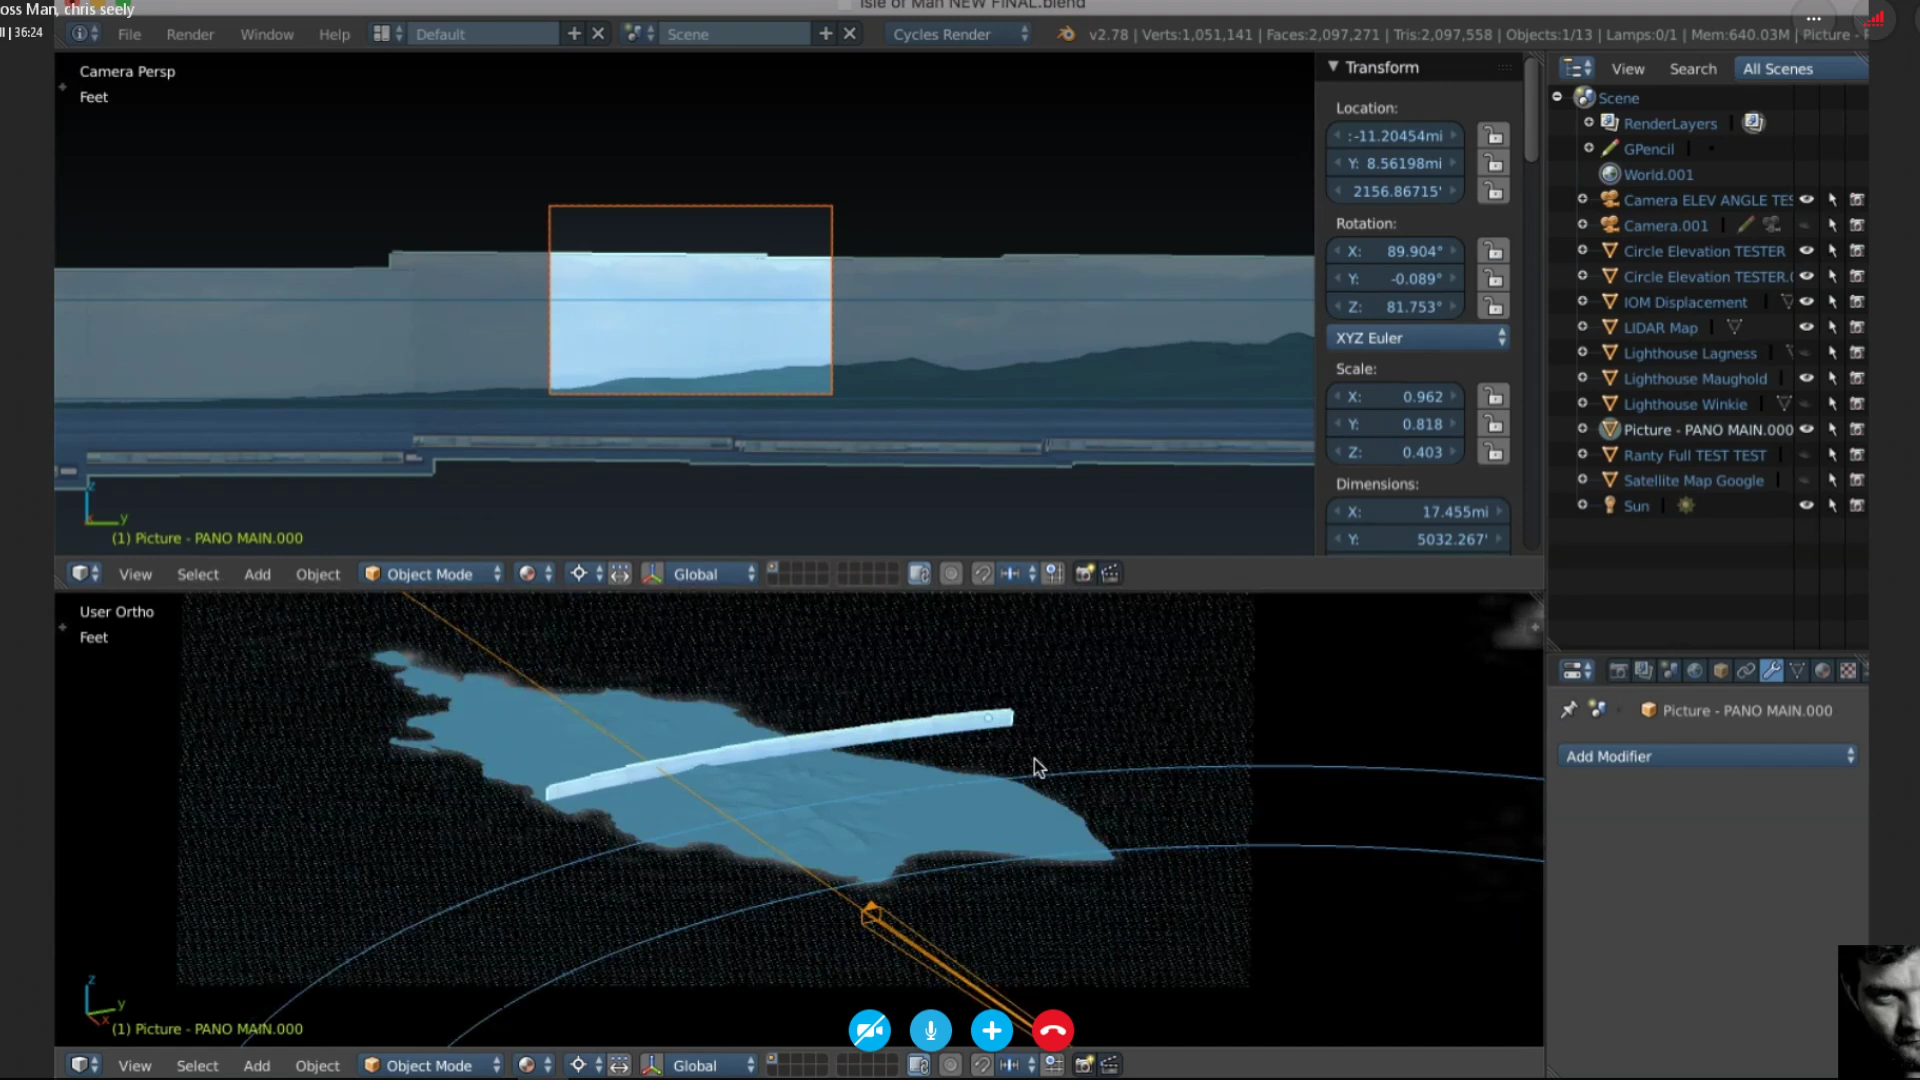 oss Man, chris seely
Isle of Man NEW FINAL.blend
ll | 36:24
File Render Window Help Default Scene Cycles Render v2.78 | Verts:1,051,141 | Faces:2,097,271 | Tris:2,097,558 | Objects:1/13 | Lamps:0/1 | Mem:640.03M | Picture - P
Camera Persp
Feet
Transform
Location:
:-11.20454mi
Y: 8.56198mi
2156.86715'
Rotation:
X: 89.904°
Y: -0.089°
Z: 81.753°
XYZ Euler
Scale:
X: 0.962
Y: 0.818
Z: 0.403
Dimensions:
X: 17.455mi
Y: 5032.267'
View Search All Scenes
Scene
RenderLayers
GPencil
World.001
Camera ELEV ANGLE TES
Camera.001
Circle Elevation TESTER
Circle Elevation TESTER.0
IOM Displacement
LIDAR Map
Lighthouse Lagness
Lighthouse Maughold
Lighthouse Winkie
Picture - PANO MAIN.000
Ranty Full TEST TEST
Satellite Map Google
Sun
z
y
(1) Picture - PANO MAIN.000
View Select Add Object Object Mode Global
User Ortho
Feet
Picture - PANO MAIN.000
Add Modifier
z
y
x
(1) Picture - PANO MAIN.000
View Select Add Object Object Mode Global